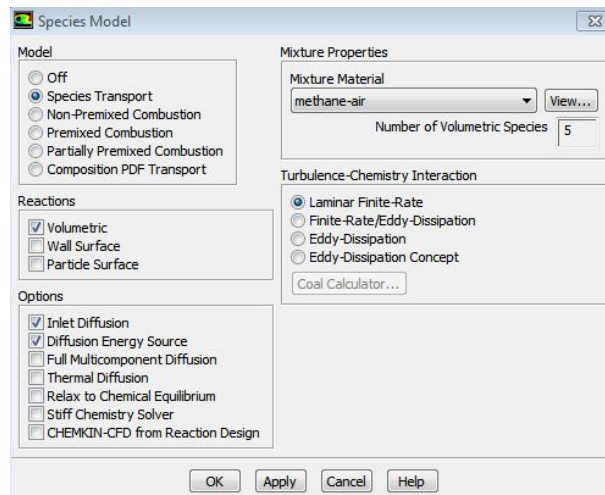 Species Model
Model
Off
Species Transport
Non-Premixed Combustion
Premixed Combustion
Partially Premixed Combustion
Composition PDF Transport
Reactions
Volumetric
Wall Surface
Particle Surface
Options
Inlet Diffusion
Diffusion Energy Source
Full Multicomponent Diffusion
Thermal Diffusion
Relax to Chemical Equilibrium
Stiff Chemistry Solver
CHEMKIN-CFD from Reaction Design
Mixture Properties
Mixture Material
methane-air View...
Number of Volumetric Species 5
Turbulence-Chemistry Interaction
Laminar Finite-Rate
Finite-Rate/Eddy-Dissipation
Eddy-Dissipation
Eddy-Dissipation Concept
Coal Calculator...
OK Apply Cancel Help